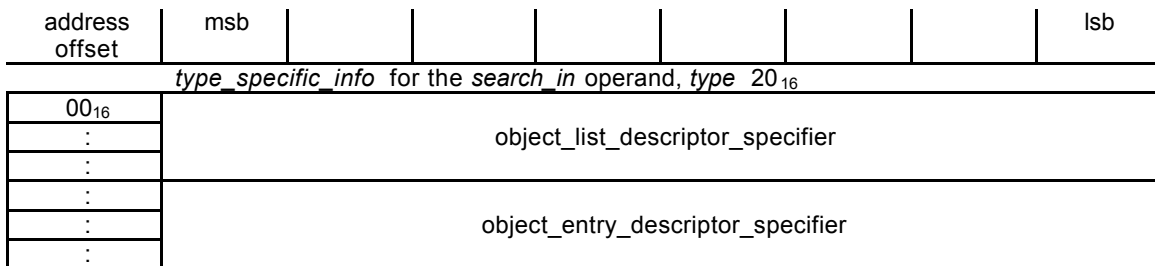 address offset msb lsb
type_specific_info for the search_in operand, type 20₁₆
00₁₆
:
object_list_descriptor_specifier
:
:
:
object_entry_descriptor_specifier
: